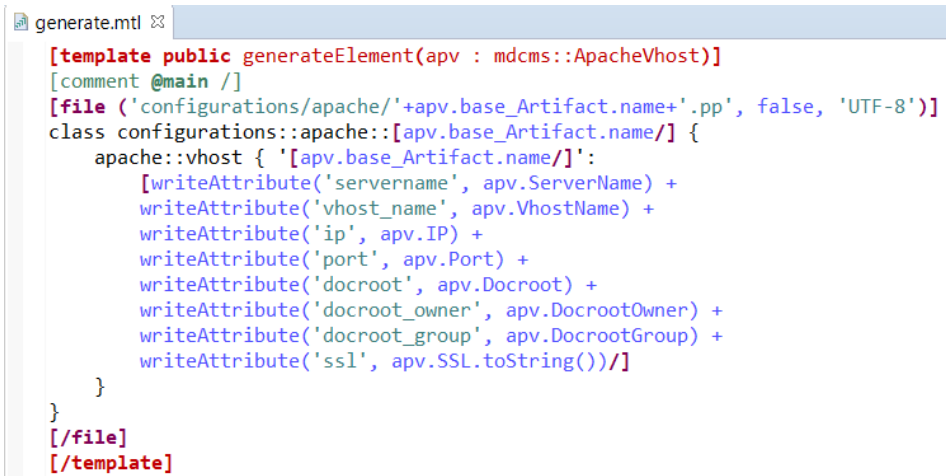 generate.mtl
[template public generateElement(apv : mdcms::ApacheVhost)]
[comment @main /]
[file ('configurations/apache/'+apv.base_Artifact.name+'.pp', false, 'UTF-8')]
class configurations::apache::[apv.base_Artifact.name/] {
    apache::vhost { '[apv.base_Artifact.name/]':
        [writeAttribute('servername', apv.ServerName) +
        writeAttribute('vhost_name', apv.VhostName) +
        writeAttribute('ip', apv.IP) +
        writeAttribute('port', apv.Port) +
        writeAttribute('docroot', apv.Docroot) +
        writeAttribute('docroot_owner', apv.DocrootOwner) +
        writeAttribute('docroot_group', apv.DocrootGroup) +
        writeAttribute('ssl', apv.SSL.toString())/]
    }
}
[/file]
[/template]